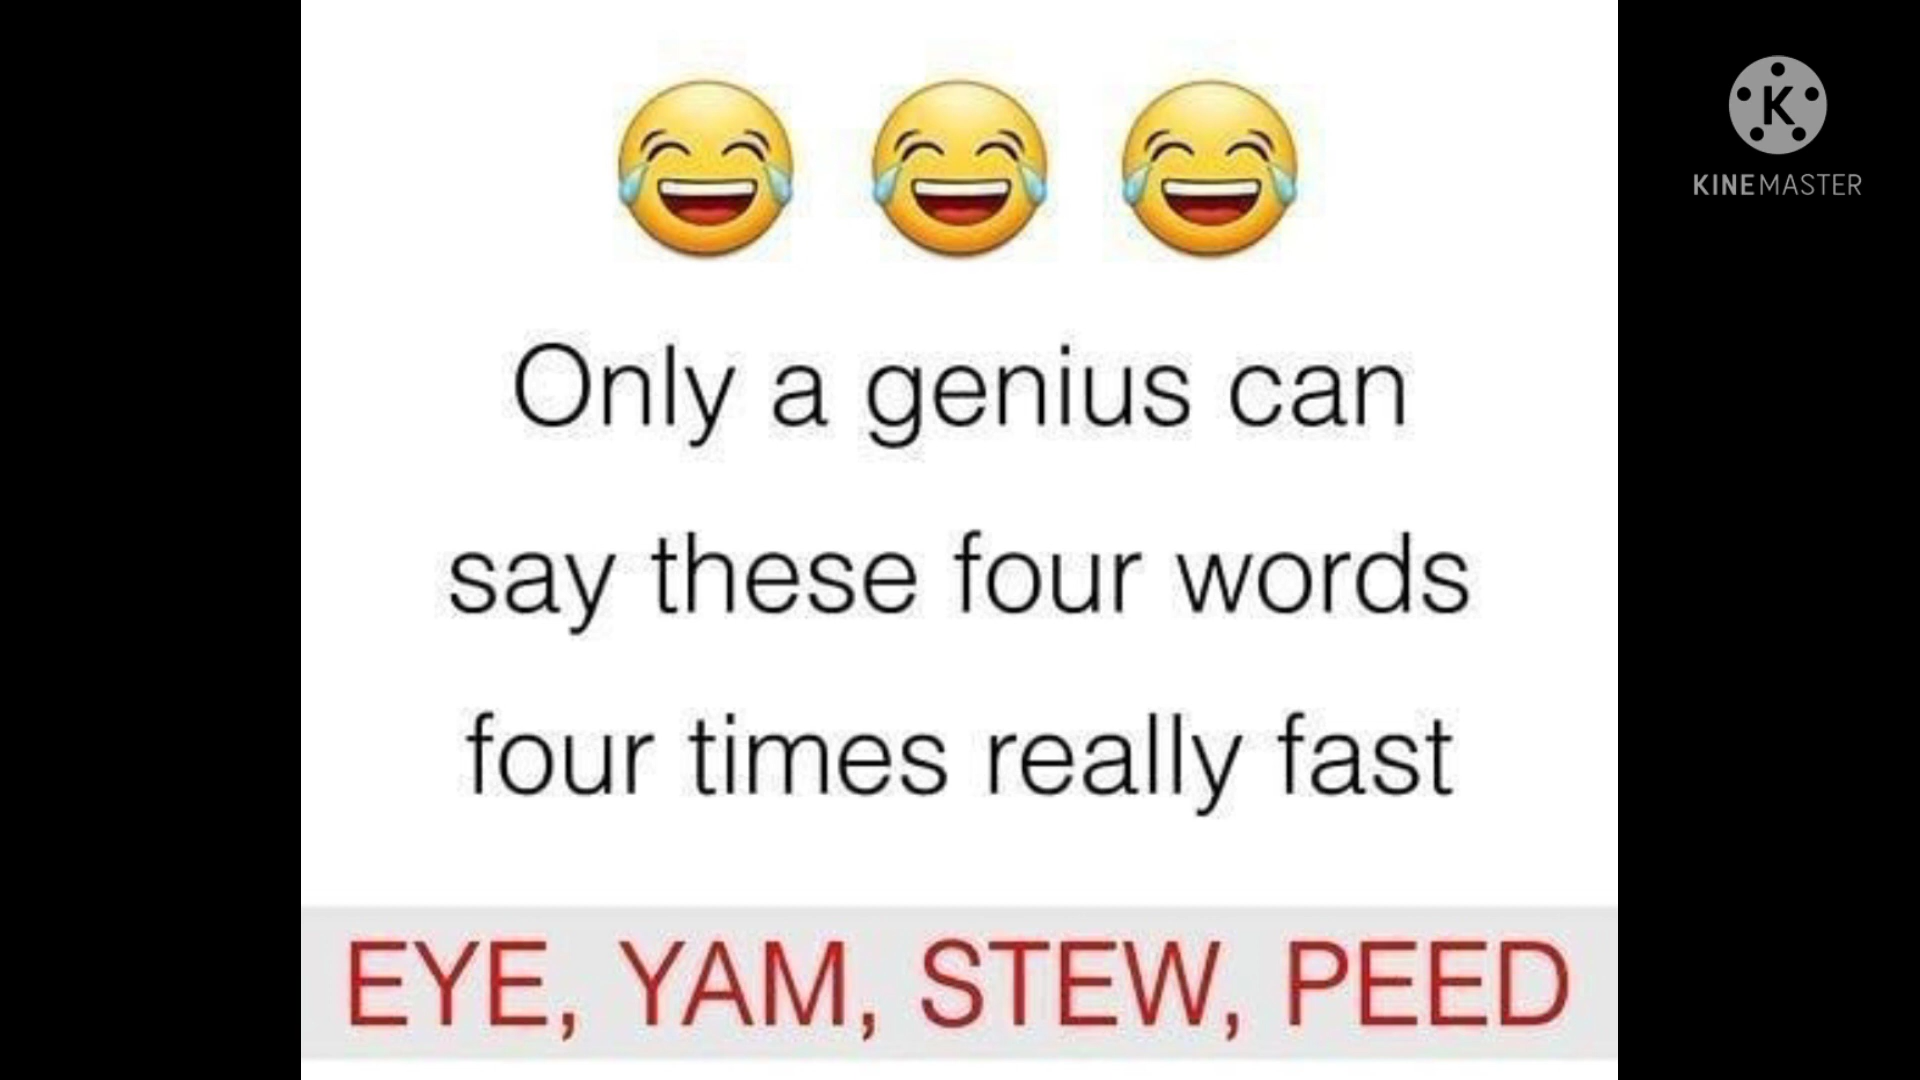 K
KINEMASTER
Only a genius can
say these four words
four times really fast
EYE, YAM, STEW, PEED